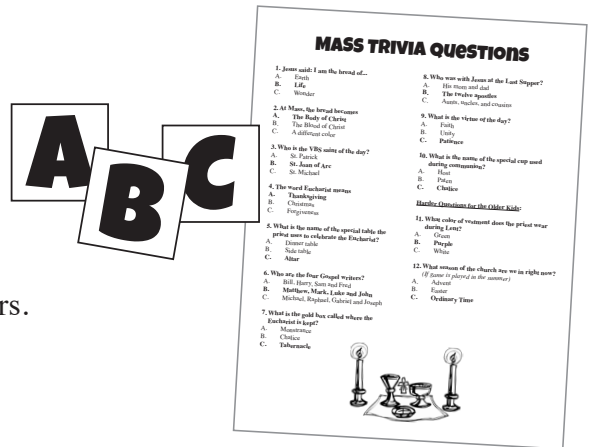 A
B
C
rs.
MASS TRIVIA QUESTIONS
1. Jesus said: I am the bread of...
A. Earth
B. Life
C. Wonder
2. At Mass, the bread becomes
A. The Body of Christ
B. The Blood of Christ
C. A different color
3. Who is the VBS saint of the day?
A. St. Patrick
B. St. Joan of Arc
C. St. Michael
4. The word Eucharist means
A. Thanksgiving
B. Christmas
C. Forgiveness
5. What is the name of the special table the
priest uses to celebrate the Eucharist?
A. Dinner table
B. Side table
C. Altar
6. Who are the four Gospel writers?
A. Bill, Harry, Sam and Fred
B. Matthew, Mark, Luke and John
C. Michael, Raphael, Gabriel and Joseph
7. What is the gold box called where the
Eucharist is kept?
A. Monstrance
B. Chalice
C. Tabernacle
8. Who was with Jesus at the Last Supper?
A. His mom and dad
B. The twelve apostles
C. Aunts, uncles, and cousins
9. What is the virtue of the day?
A. Faith
B. Unity
C. Patience
10. What is the name of the special cup used
during communion?
A. Host
B. Paten
C. Chalice
Harder Questions for the Older Kids:
11. What color of vestment does the priest wear
during Lent?
A. Green
B. Purple
C. White
12. What season of the church are we in right now?
(If game is played in the summer)
A. Advent
B. Easter
C. Ordinary Time